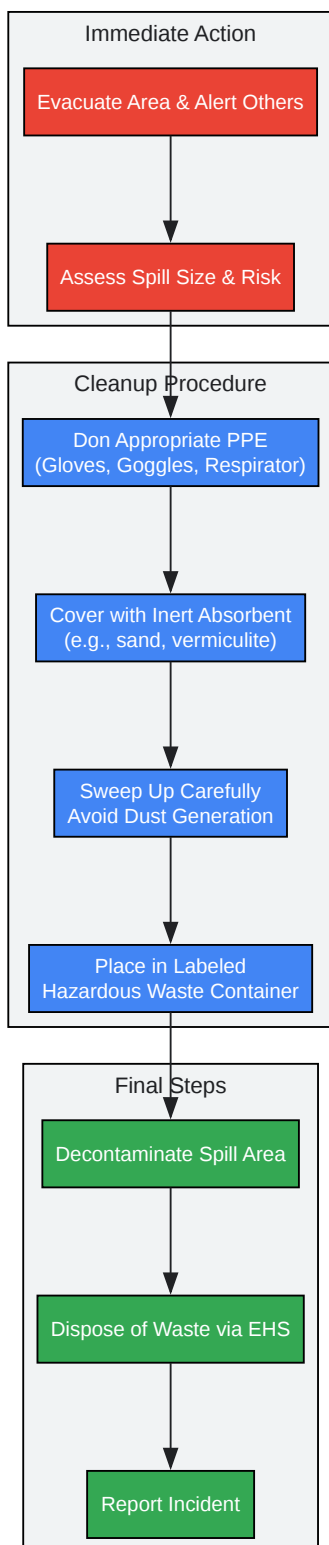 Immediate Action
Evacuate Area & Alert Others
Assess Spill Size & Risk
Cleanup Procedure
Don Appropriate PPE
(Gloves, Goggles, Respirator)
Cover with Inert Absorbent
(e.g., sand, vermiculite)
Sweep Up Carefully
Avoid Dust Generation
Place in Labeled
Hazardous Waste Container
Final Steps
Decontaminate Spill Area
Dispose of Waste via EHS
Report Incident